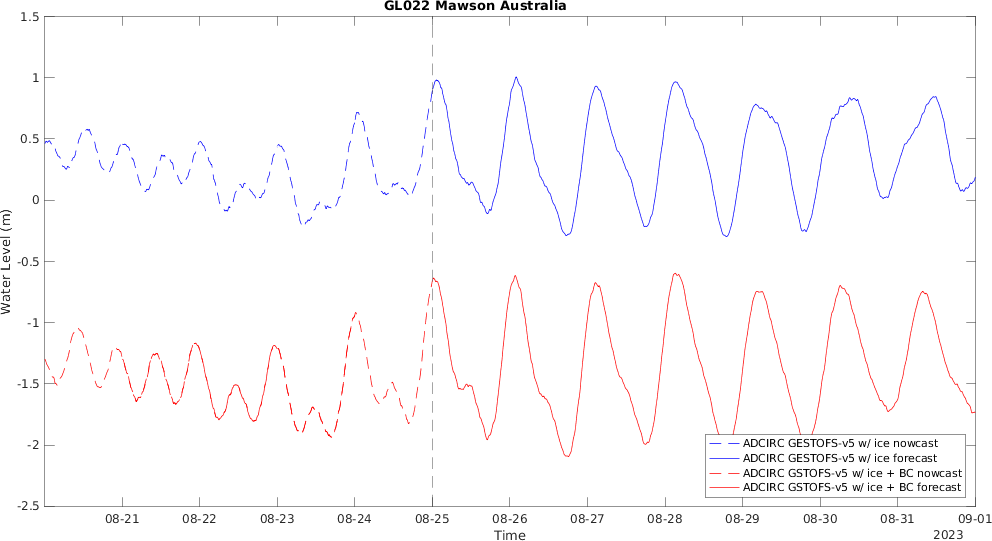 GL022 Mawson Australia
Water Level (m)
1.5
1
0.5
0
-0.5
-1
-1.5
-2
-2.5
ADCIRC GESTOFS-v5 w/ ice nowcast
ADCIRC GESTOFS-v5 w/ ice forecast
ADCIRC GSTOFS-v5 w/ ice + BC nowcast
ADCIRC GSTOFS-v5 w/ ice + BC forecast
08-21 08-22 08-23 08-24 08-25 08-26 08-27 08-28 08-29 08-30 08-31 09-01
Time
2023